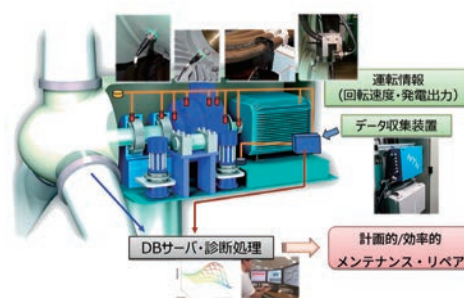 運転情報
（回転速度・発電出力）
データ収集装置
NTN
DBサーバ・診断処理
計画的/効率的
メンテナンス・リペア